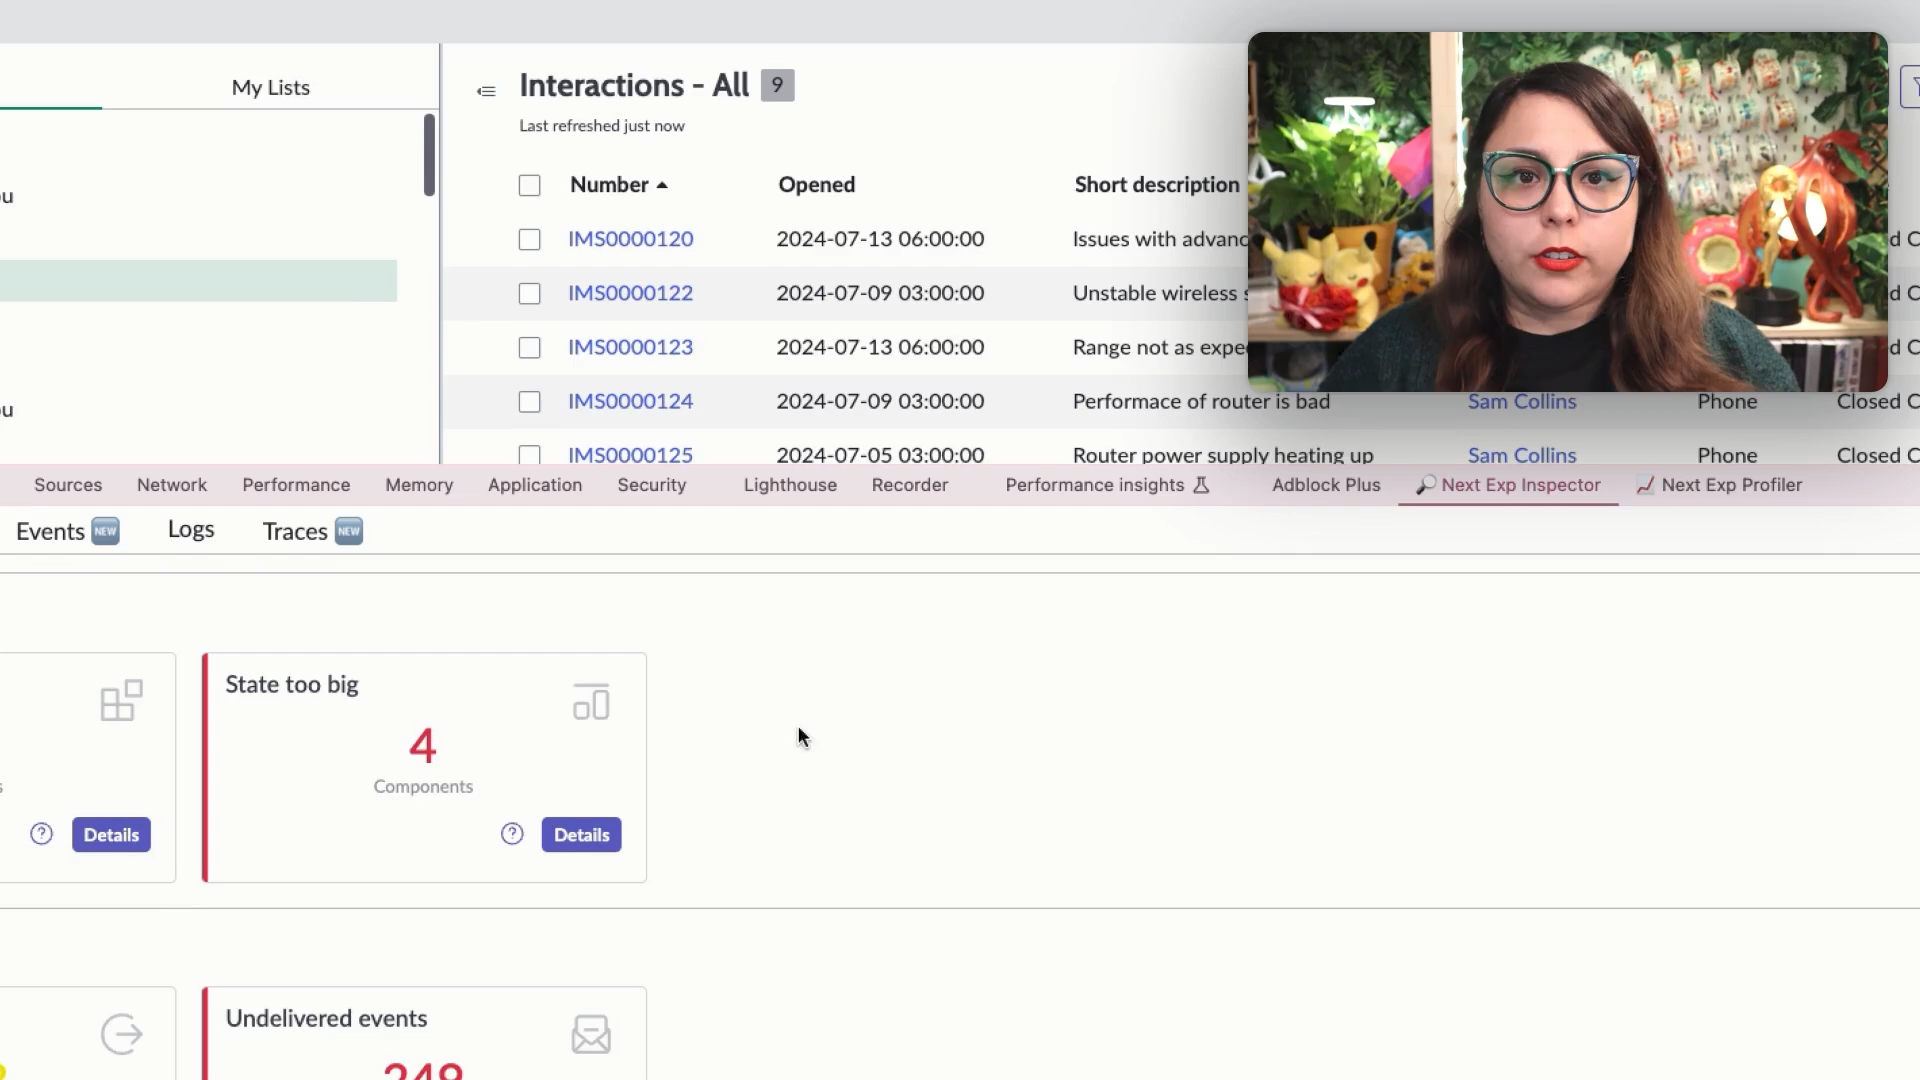 My Lists
Interactions - All 9
Last refreshed just now
Number Opened Short description
IMS0000120 2024-07-13 06:00:00 Issues with
IMS0000122 2024-07-09 03:00:00 Unstable wireless
IMS0000123 2024-07-13 06:00:00 Range not as
IMS0000124 2024-07-09 03:00:00 Performace of router is bad Sam Collins Phone Closed
IMS0000125 2024-07-05 03:00:00 Router power supply heating up Sam Collins Phone Closed
Sources Network Performance Memory Application Security Lighthouse Recorder Performance insights Adblock Plus Next Exp Inspector Next Exp Profiler
Events NEW Logs Traces NEW
State too big
4
Components
? Details ? Details
Undelivered events
249